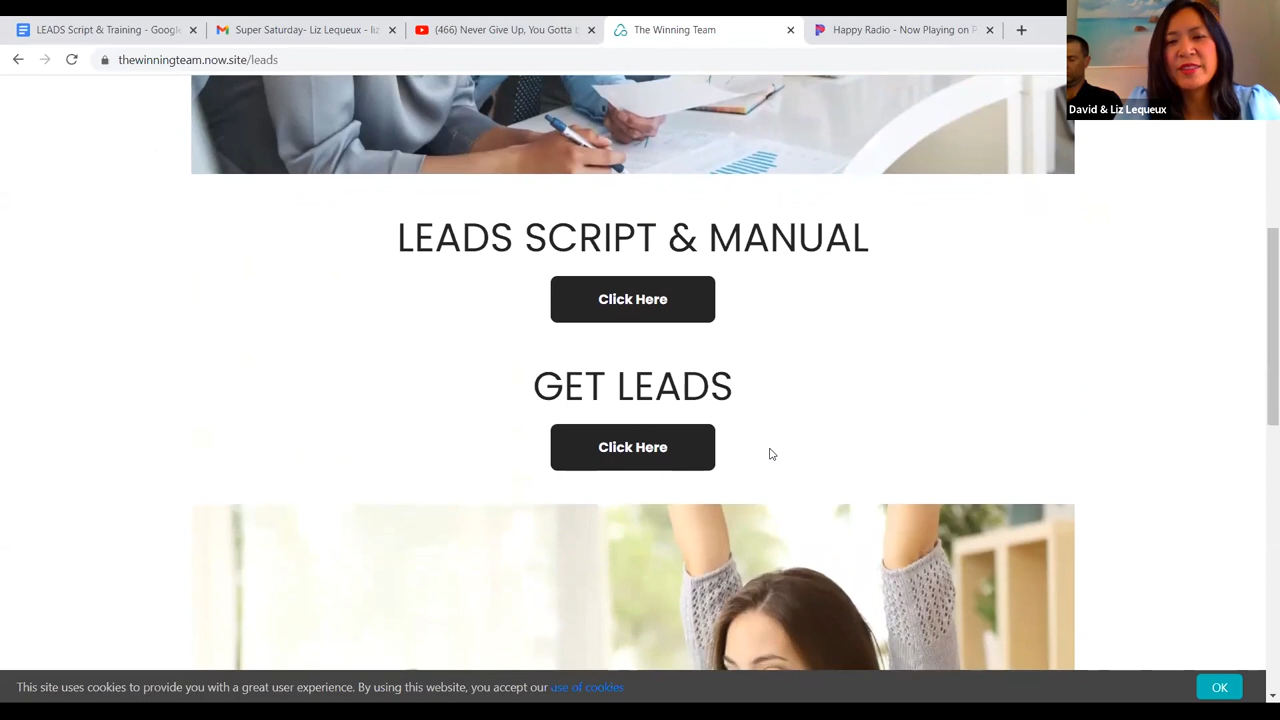 LEADS Script & Training - Google
Super Saturday- Liz Lequeux - liz
(466) Never Give Up, You Gotta b
The Winning Team
Happy Radio - Now Playing on P
thewinningteam.now.site/leads
David & Liz Lequeux
LEADS SCRIPT & MANUAL
Click Here
GET LEADS
Click Here
This site uses cookies to provide you with a great user experience. By using this website, you accept our use of cookies
OK